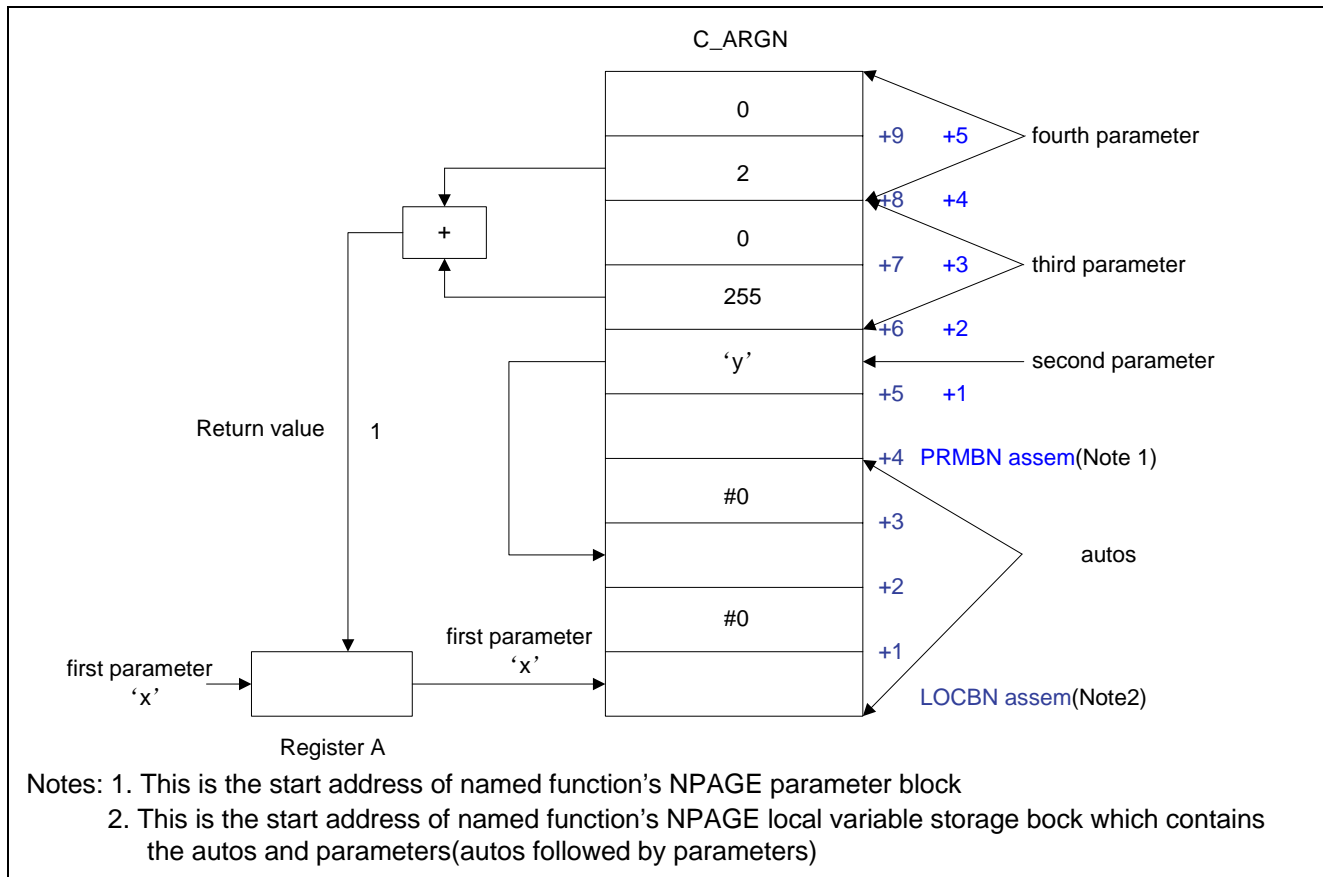 C_ARGN
0
+9 +5 fourth parameter
2
+8 +4
+
0
+7 +3 third parameter
255
+6 +2
‘y’ second parameter
+5 +1
Return value 1
+4 PRMBN assem(Note 1)
#0
+3
autos
+2
#0
first parameter
‘x’
+1
first parameter
‘x’
LOCBN assem(Note2)
Register A
Notes: 1. This is the start address of named function’s NPAGE parameter block
2. This is the start address of named function’s NPAGE local variable storage bock which contains
the autos and parameters(autos followed by parameters)